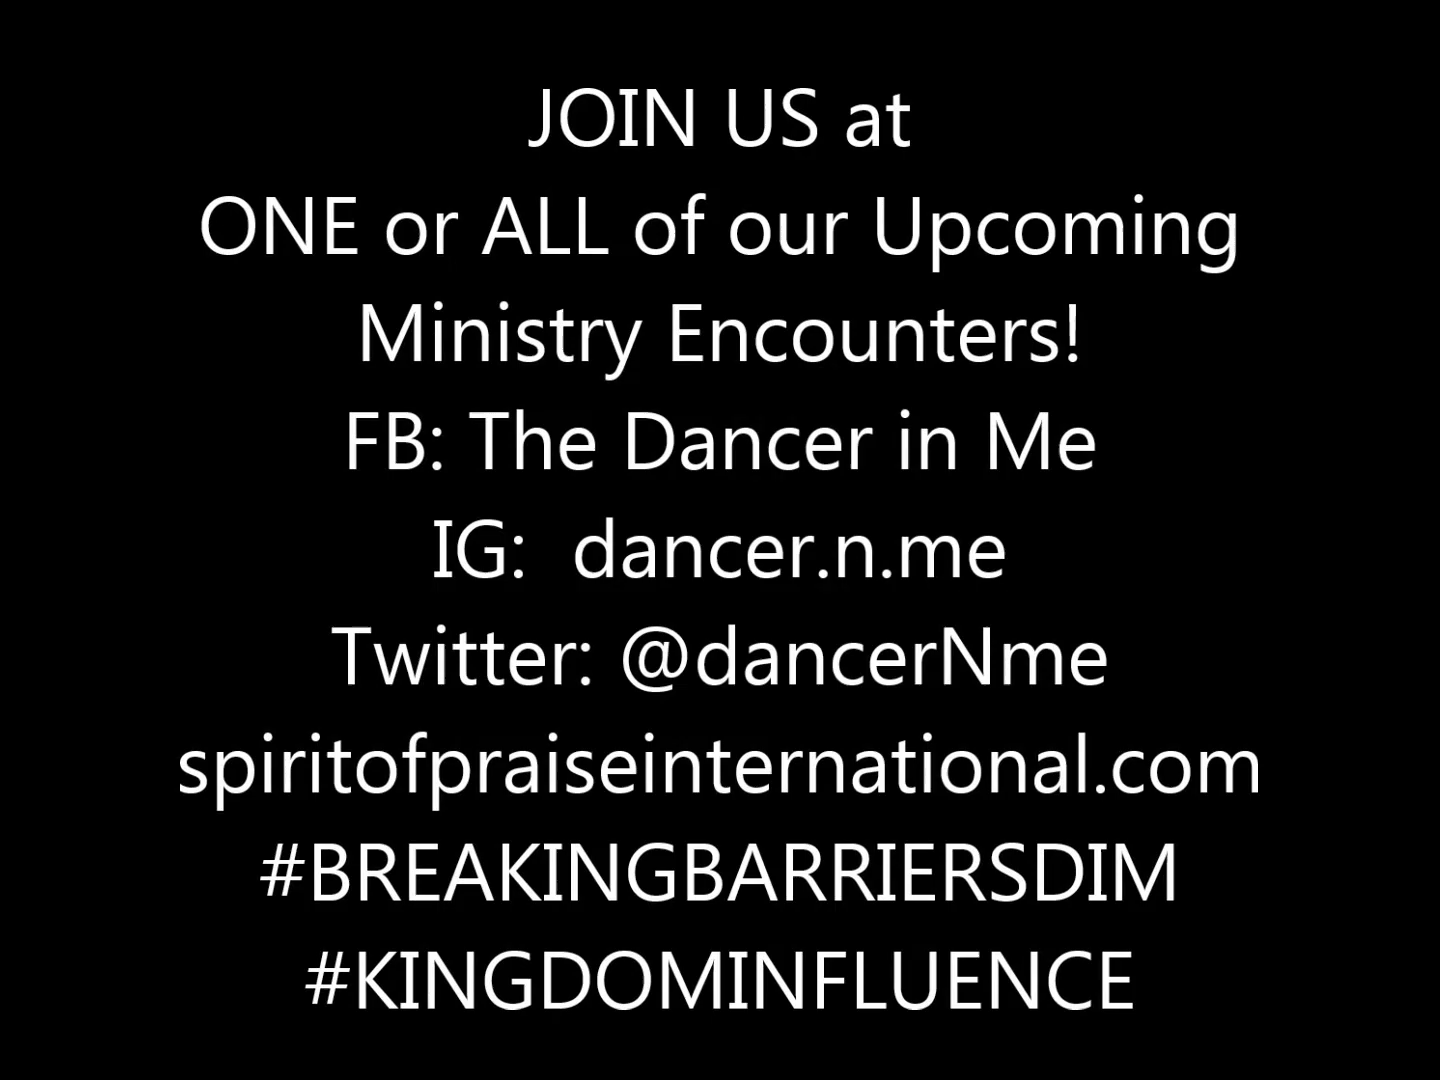 JOIN US at
ONE or ALL of our Upcoming
Ministry Encounters!
FB: The Dancer in Me
IG:  dancer.n.me
Twitter: @dancerNme
spiritofpraiseinternational.com
#BREAKINGBARRIERSDIM
#KINGDOMINFLUENCE